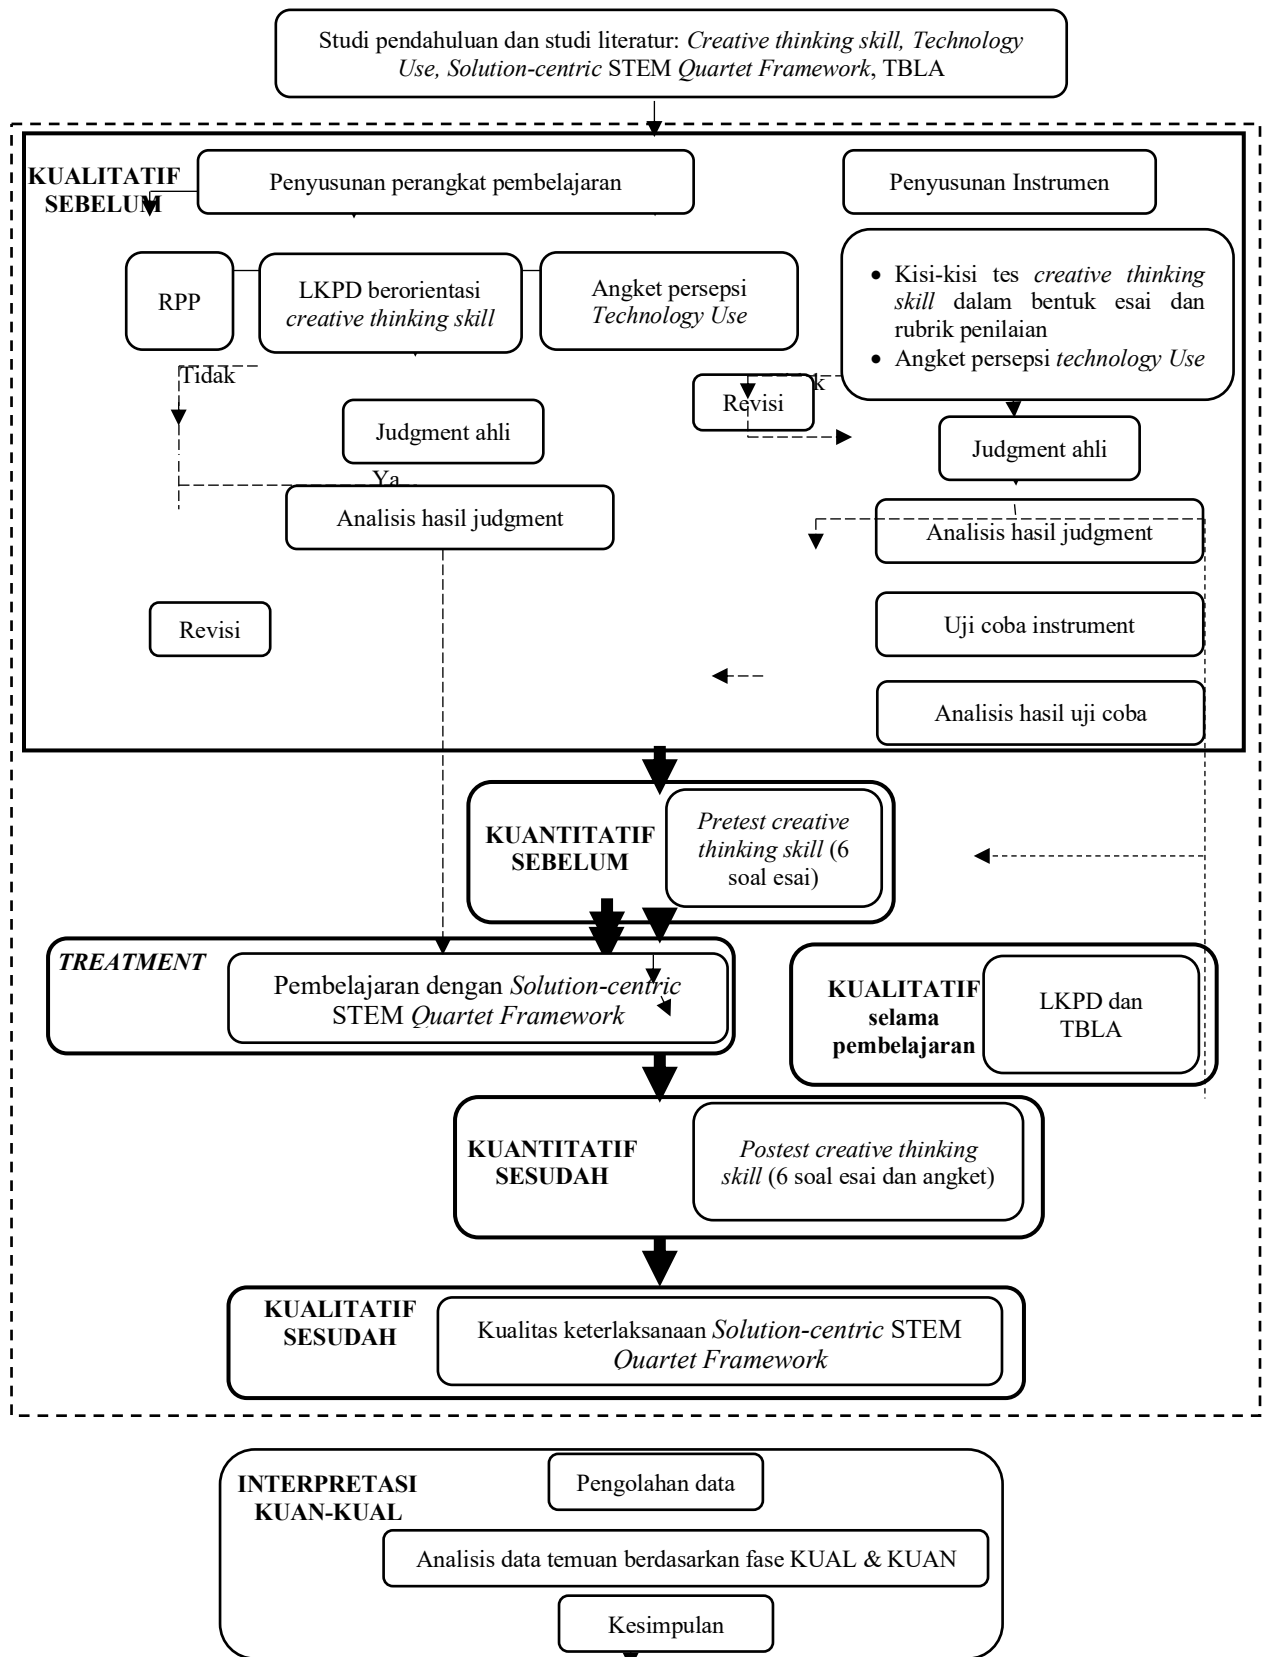 Studi pendahuluan dan studi literatur: Creative thinking skill, Technology
Use, Solution-centric STEM Quartet Framework, TBLA
KUALITATIF
SEBELUM
Penyusunan perangkat pembelajaran
Penyusunan Instrumen
RPP
LKPD berorientasi
creative thinking skill
Angket persepsi
Technology Use
• Kisi-kisi tes creative thinking
skill dalam bentuk esai dan
rubrik penilaian
• Angket persepsi technology Use
Tidak
k
Revisi
Judgment ahli
Judgment ahli
Ya
Analisis hasil judgment
Analisis hasil judgment
Revisi
Uji coba instrument
Analisis hasil uji coba
KUANTITATIF
SEBELUM
Pretest creative
thinking skill (6
soal esai)
TREATMENT
Pembelajaran dengan Solution-centric
STEM Quartet Framework
KUALITATIF
selama
pembelajaran
LKPD dan
TBLA
KUANTITATIF
SESUDAH
Postest creative thinking
skill (6 soal esai dan angket)
KUALITATIF
SESUDAH
Kualitas keterlaksanaan Solution-centric STEM
Quartet Framework
INTERPRETASI
KUAN-KUAL
Pengolahan data
Analisis data temuan berdasarkan fase KUAL & KUAN
Kesimpulan